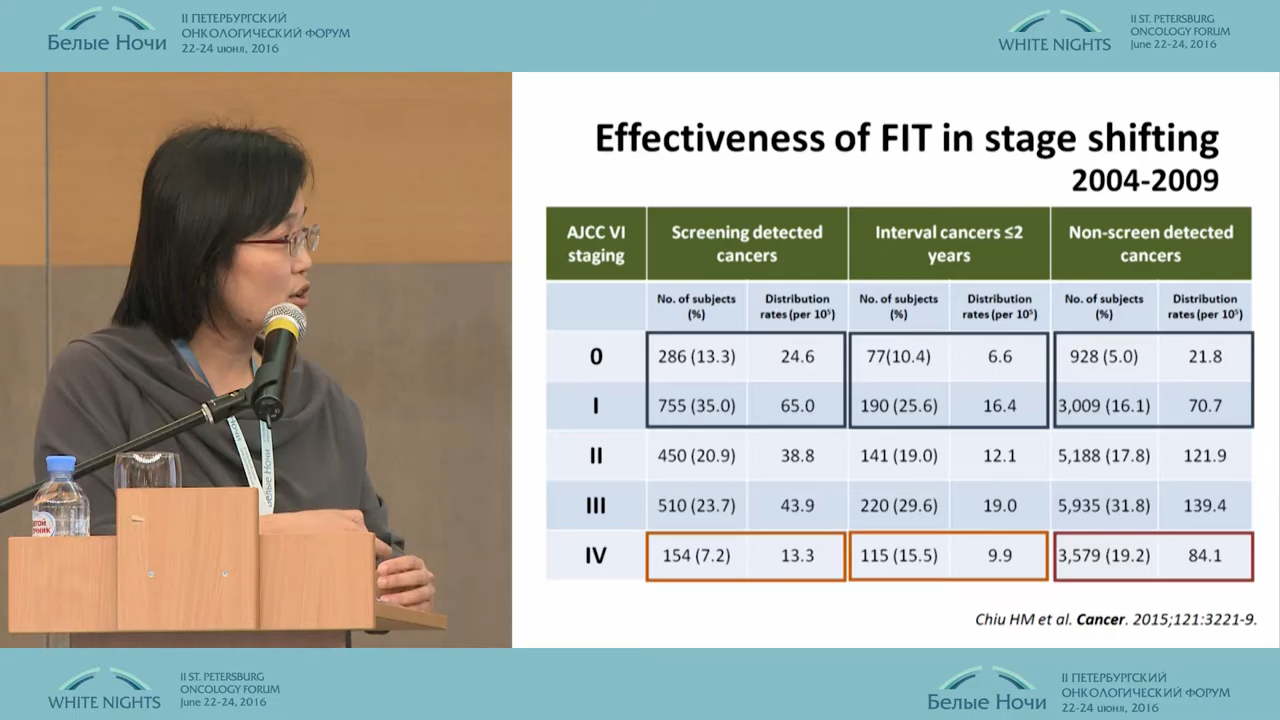 II ПЕТЕРБУРГСКИЙ
ОНКОЛОГИЧЕСКИЙ ФОРУМ
Белые Ночи
22-24 июня, 2016
II ST. PETERSBURG
ONCOLOGY FORUM
WHITE NIGHTS
June 22-24, 2016
Effectiveness of FIT in stage shifting
2004-2009
AJCC VI staging Screening detected cancers Interval cancers ≤2 years Non-screen detected cancers
No. of subjects (%) Distribution rates (per 10⁵) No. of subjects (%) Distribution rates (per 10⁵) No. of subjects (%) Distribution rates (per 10⁵)
0 286 (13.3) 24.6 77(10.4) 6.6 928 (5.0) 21.8
I 755 (35.0) 65.0 190 (25.6) 16.4 3,009 (16.1) 70.7
II 450 (20.9) 38.8 141 (19.0) 12.1 5,188 (17.8) 121.9
III 510 (23.7) 43.9 220 (29.6) 19.0 5,935 (31.8) 139.4
IV 154 (7.2) 13.3 115 (15.5) 9.9 3,579 (19.2) 84.1
Chiu HM et al. Cancer. 2015;121:3221-9.
Белые Ночи
II ST. PETERSBURG
ONCOLOGY FORUM
WHITE NIGHTS
June 22-24, 2016
II ПЕТЕРБУРГСКИЙ
ОНКОЛОГИЧЕСКИЙ ФОРУМ
Белые Ночи
22-24 июня, 2016